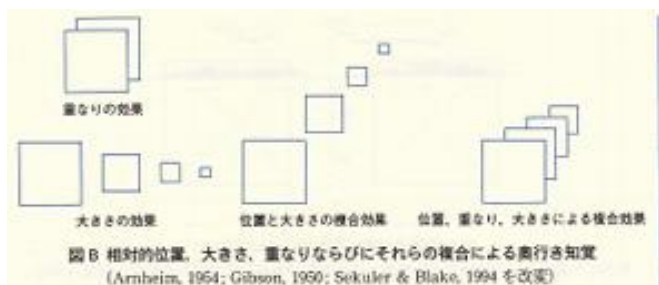 重なりの効果
大きさの効果
位置と大きさの複合効果
位置、重なり、大きさによる複合効果
図B 相対的位置、大きさ、重なりならびにそれらの複合による奥行き知覚
(Arnheim, 1954; Gibson, 1950; Sekuler & Blake, 1994 を改変)